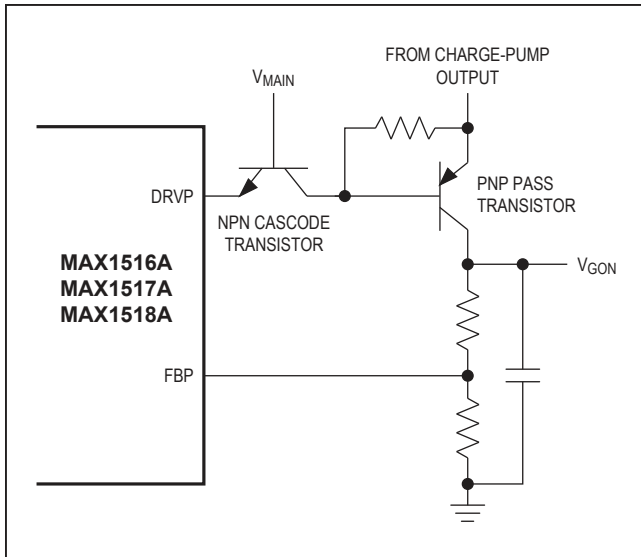 FROM CHARGE-PUMP
OUTPUT
VMAIN
DRVP
NPN CASCODE
TRANSISTOR
PNP PASS
TRANSISTOR
MAX1516A
MAX1517A
MAX1518A
VGON
FBP